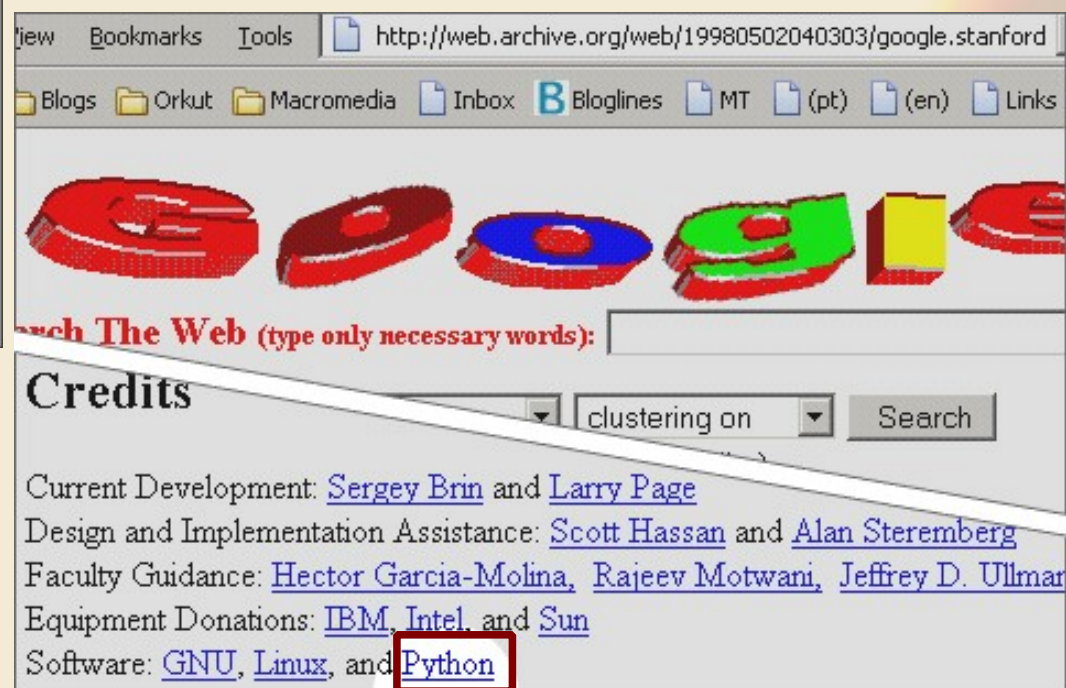 View Bookmarks Tools http://web.archive.org/web/19980502040303/google.stanford
Blogs Orkut Macromedia Inbox B Bloglines MT (pt) (en) Links
Google
The Web (type only necessary words):
Credits
clustering on Search
Current Development: Sergey Brin and Larry Page
Design and Implementation Assistance: Scott Hassan and Alan Steremberg
Faculty Guidance: Hector Garcia-Molina, Rajeev Motwani, Jeffrey D. Ullman
Equipment Donations: IBM, Intel, and Sun
Software: GNU, Linux, and Python